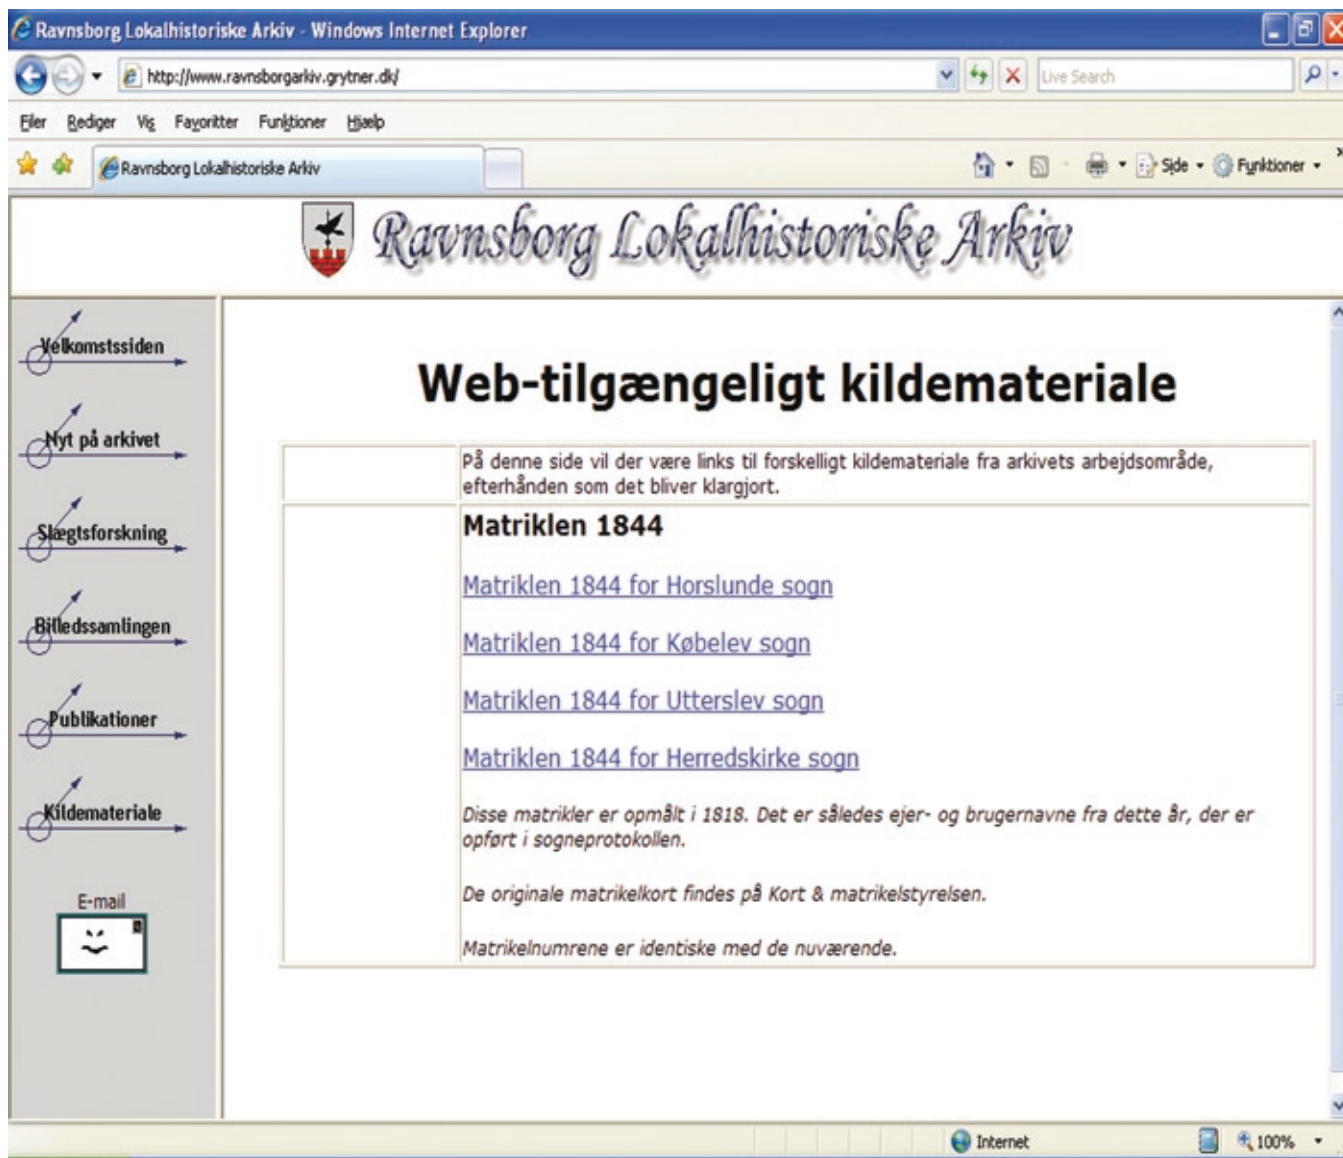 Ravnsborg Lokalhistoriske Arkiv - Windows Internet Explorer
http://www.ravnsborgarkiv.grytner.dk/
Live Search
Filer Rediger Vis Favoritter Funktioner Hjælp
Ravnsborg Lokalhistoriske Arkiv
Side
Funktioner
Ravnsborg Lokalhistoriske Arkiv
Velkomstssiden
Nyt på arkivet
Slægtsforskning
Billedssamlingen
Publikationer
Kildemateriale
E-mail
Web-tilgængeligt kildemateriale
På denne side vil der være links til forskelligt kildemateriale fra arkivets arbejdsområde,
efterhånden som det bliver klargjort.
Matriklen 1844
Matriklen 1844 for Horslunde sogn
Matriklen 1844 for Købelev sogn
Matriklen 1844 for Utterslev sogn
Matriklen 1844 for Herredskirke sogn
Disse matrikler er opmålt i 1818. Det er således ejer- og brugernavne fra dette år, der er
opført i sogneprotokollen.
De originale matrikelkort findes på Kort & matrikelstyrelsen.
Matrikelnumrene er identiske med de nuværende.
Internet
100%